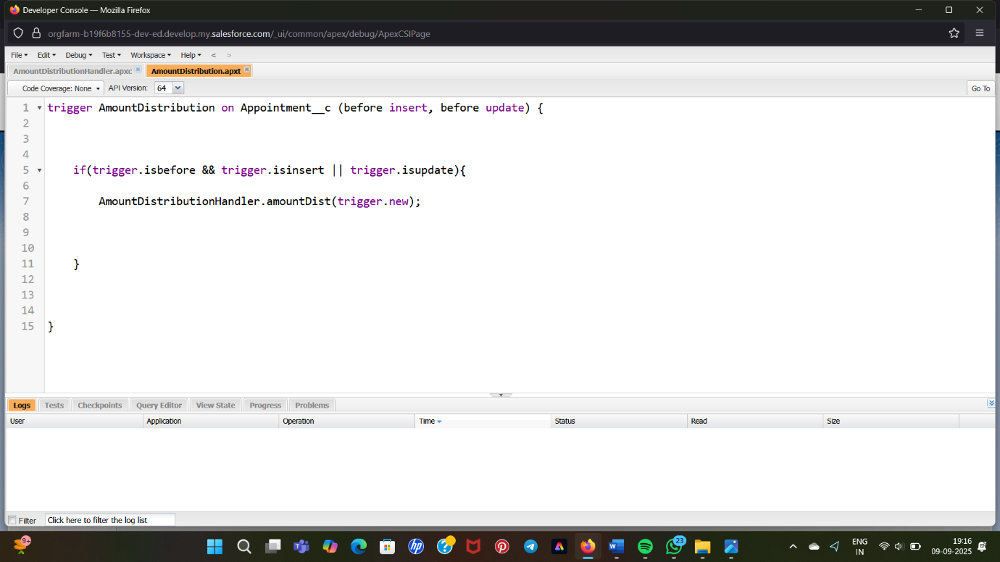 Developer Console — Mozilla Firefox
orgfarm-b19f6b8155-dev-ed.develop.my.salesforce.com/_ui/common/apex/debug/ApexCSIPage
File Edit Debug Test Workspace Help < >
AmountDistributionHandler.apxc AmountDistribution.apxt
Code Coverage: None API Version: 64 Go To
1 trigger AmountDistribution on Appointment__c (before insert, before update) {
2
3
4
5 if(trigger.isbefore && trigger.isinsert || trigger.isupdate){
6
7 AmountDistributionHandler.amountDist(trigger.new);
8
9
10
11 }
12
13
14
15 }
Logs Tests Checkpoints Query Editor View State Progress Problems
User Application Operation Time Status Read Size
Filter Click here to filter the log list
9+ 23 ENG 19:16
IN 09-09-2025